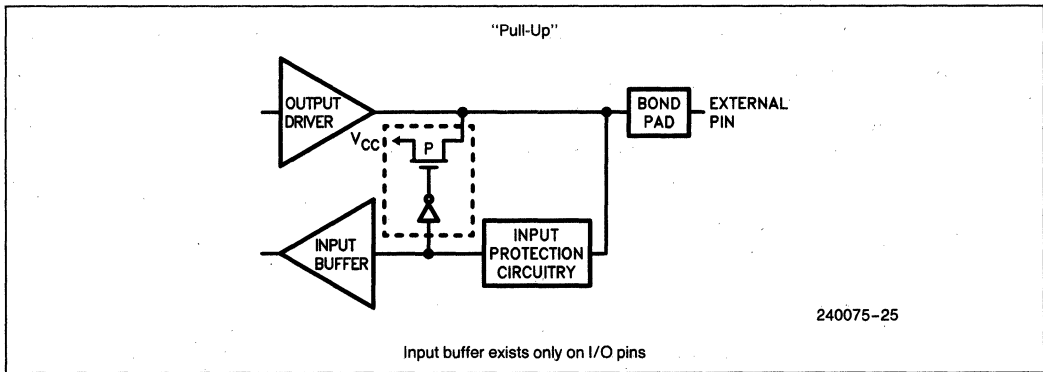 "Pull-Up"
OUTPUT
DRIVER
BOND
PAD
EXTERNAL
PIN
VCC
P
INPUT
BUFFER
INPUT
PROTECTION
CIRCUITRY
240075-25
Input buffer exists only on I/O pins